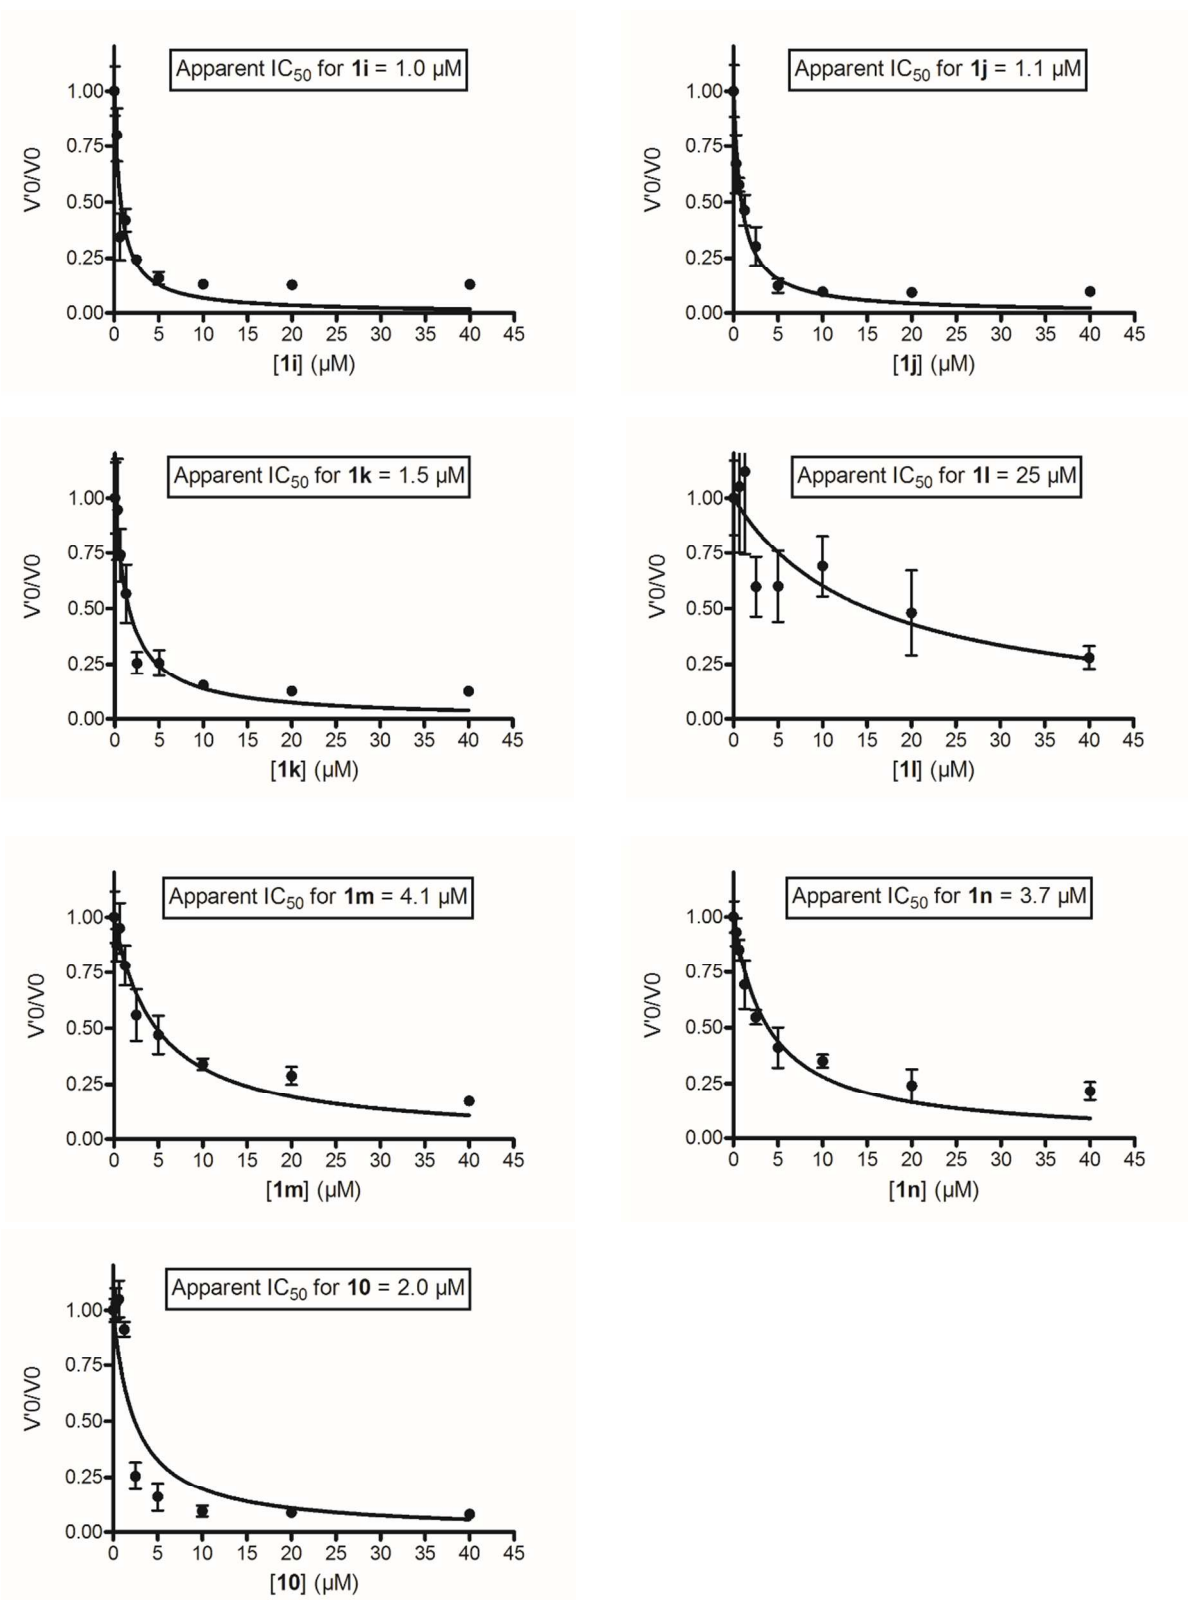 Apparent IC50 for 1i = 1.0 µM
1.00
0.75
0.50
0.25
0.00
V'0/V0
0 5 10 15 20 25 30 35 40 45
[1i] (µM)
Apparent IC50 for 1j = 1.1 µM
1.00
0.75
0.50
0.25
0.00
V'0/V0
0 5 10 15 20 25 30 35 40 45
[1j] (µM)
Apparent IC50 for 1k = 1.5 µM
1.00
0.75
0.50
0.25
0.00
V'0/V0
0 5 10 15 20 25 30 35 40 45
[1k] (µM)
Apparent IC50 for 1l = 25 µM
1.00
0.75
0.50
0.25
0.00
V'0/V0
0 5 10 15 20 25 30 35 40 45
[1l] (µM)
Apparent IC50 for 1m = 4.1 µM
1.00
0.75
0.50
0.25
0.00
V'0/V0
0 5 10 15 20 25 30 35 40 45
[1m] (µM)
Apparent IC50 for 1n = 3.7 µM
1.00
0.75
0.50
0.25
0.00
V'0/V0
0 5 10 15 20 25 30 35 40 45
[1n] (µM)
Apparent IC50 for 10 = 2.0 µM
1.00
0.75
0.50
0.25
0.00
V'0/V0
0 5 10 15 20 25 30 35 40 45
[10] (µM)